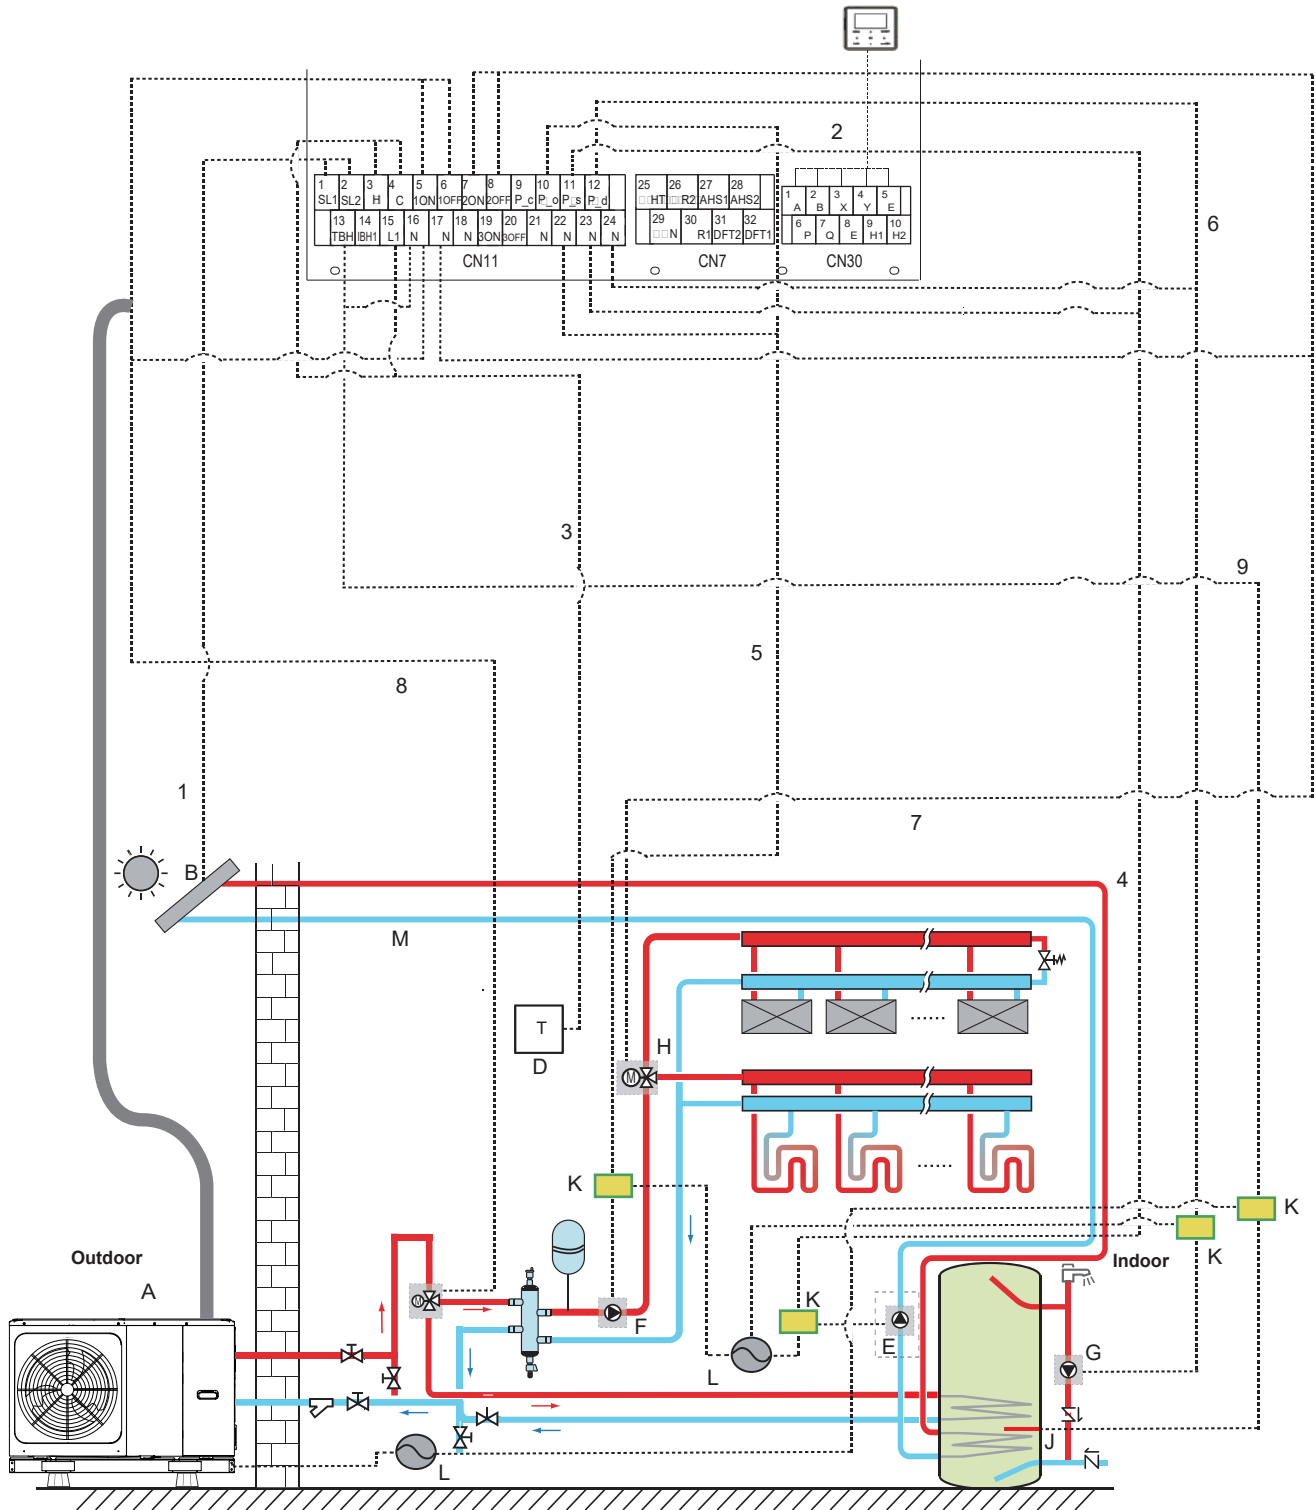 2
1 2 3 4 5 6 7 8 9 10 11 12
SL1 SL2 H C 1ON 1OFF 2ON 2OFF P_c P_o P_s P_d
13 14 15 16 17 18 19 20 21 22 23 24
TBH IBH1 L1 N N N 3ON 3OFF N N N N
CN11
25 26 27 28
HT R2 AHS1 AHS2
29 30 31 32
N R1 DFT2 DFT1
CN7
1 2 3 4 5
A B X Y E
6 7 8 9 10
P Q E H1 H2
CN30
6
3
9
5
8
1
7
B
4
M
T
D
H
M
K
K
K
Outdoor
Indoor
A
M
K
F
E
G
L
J
L